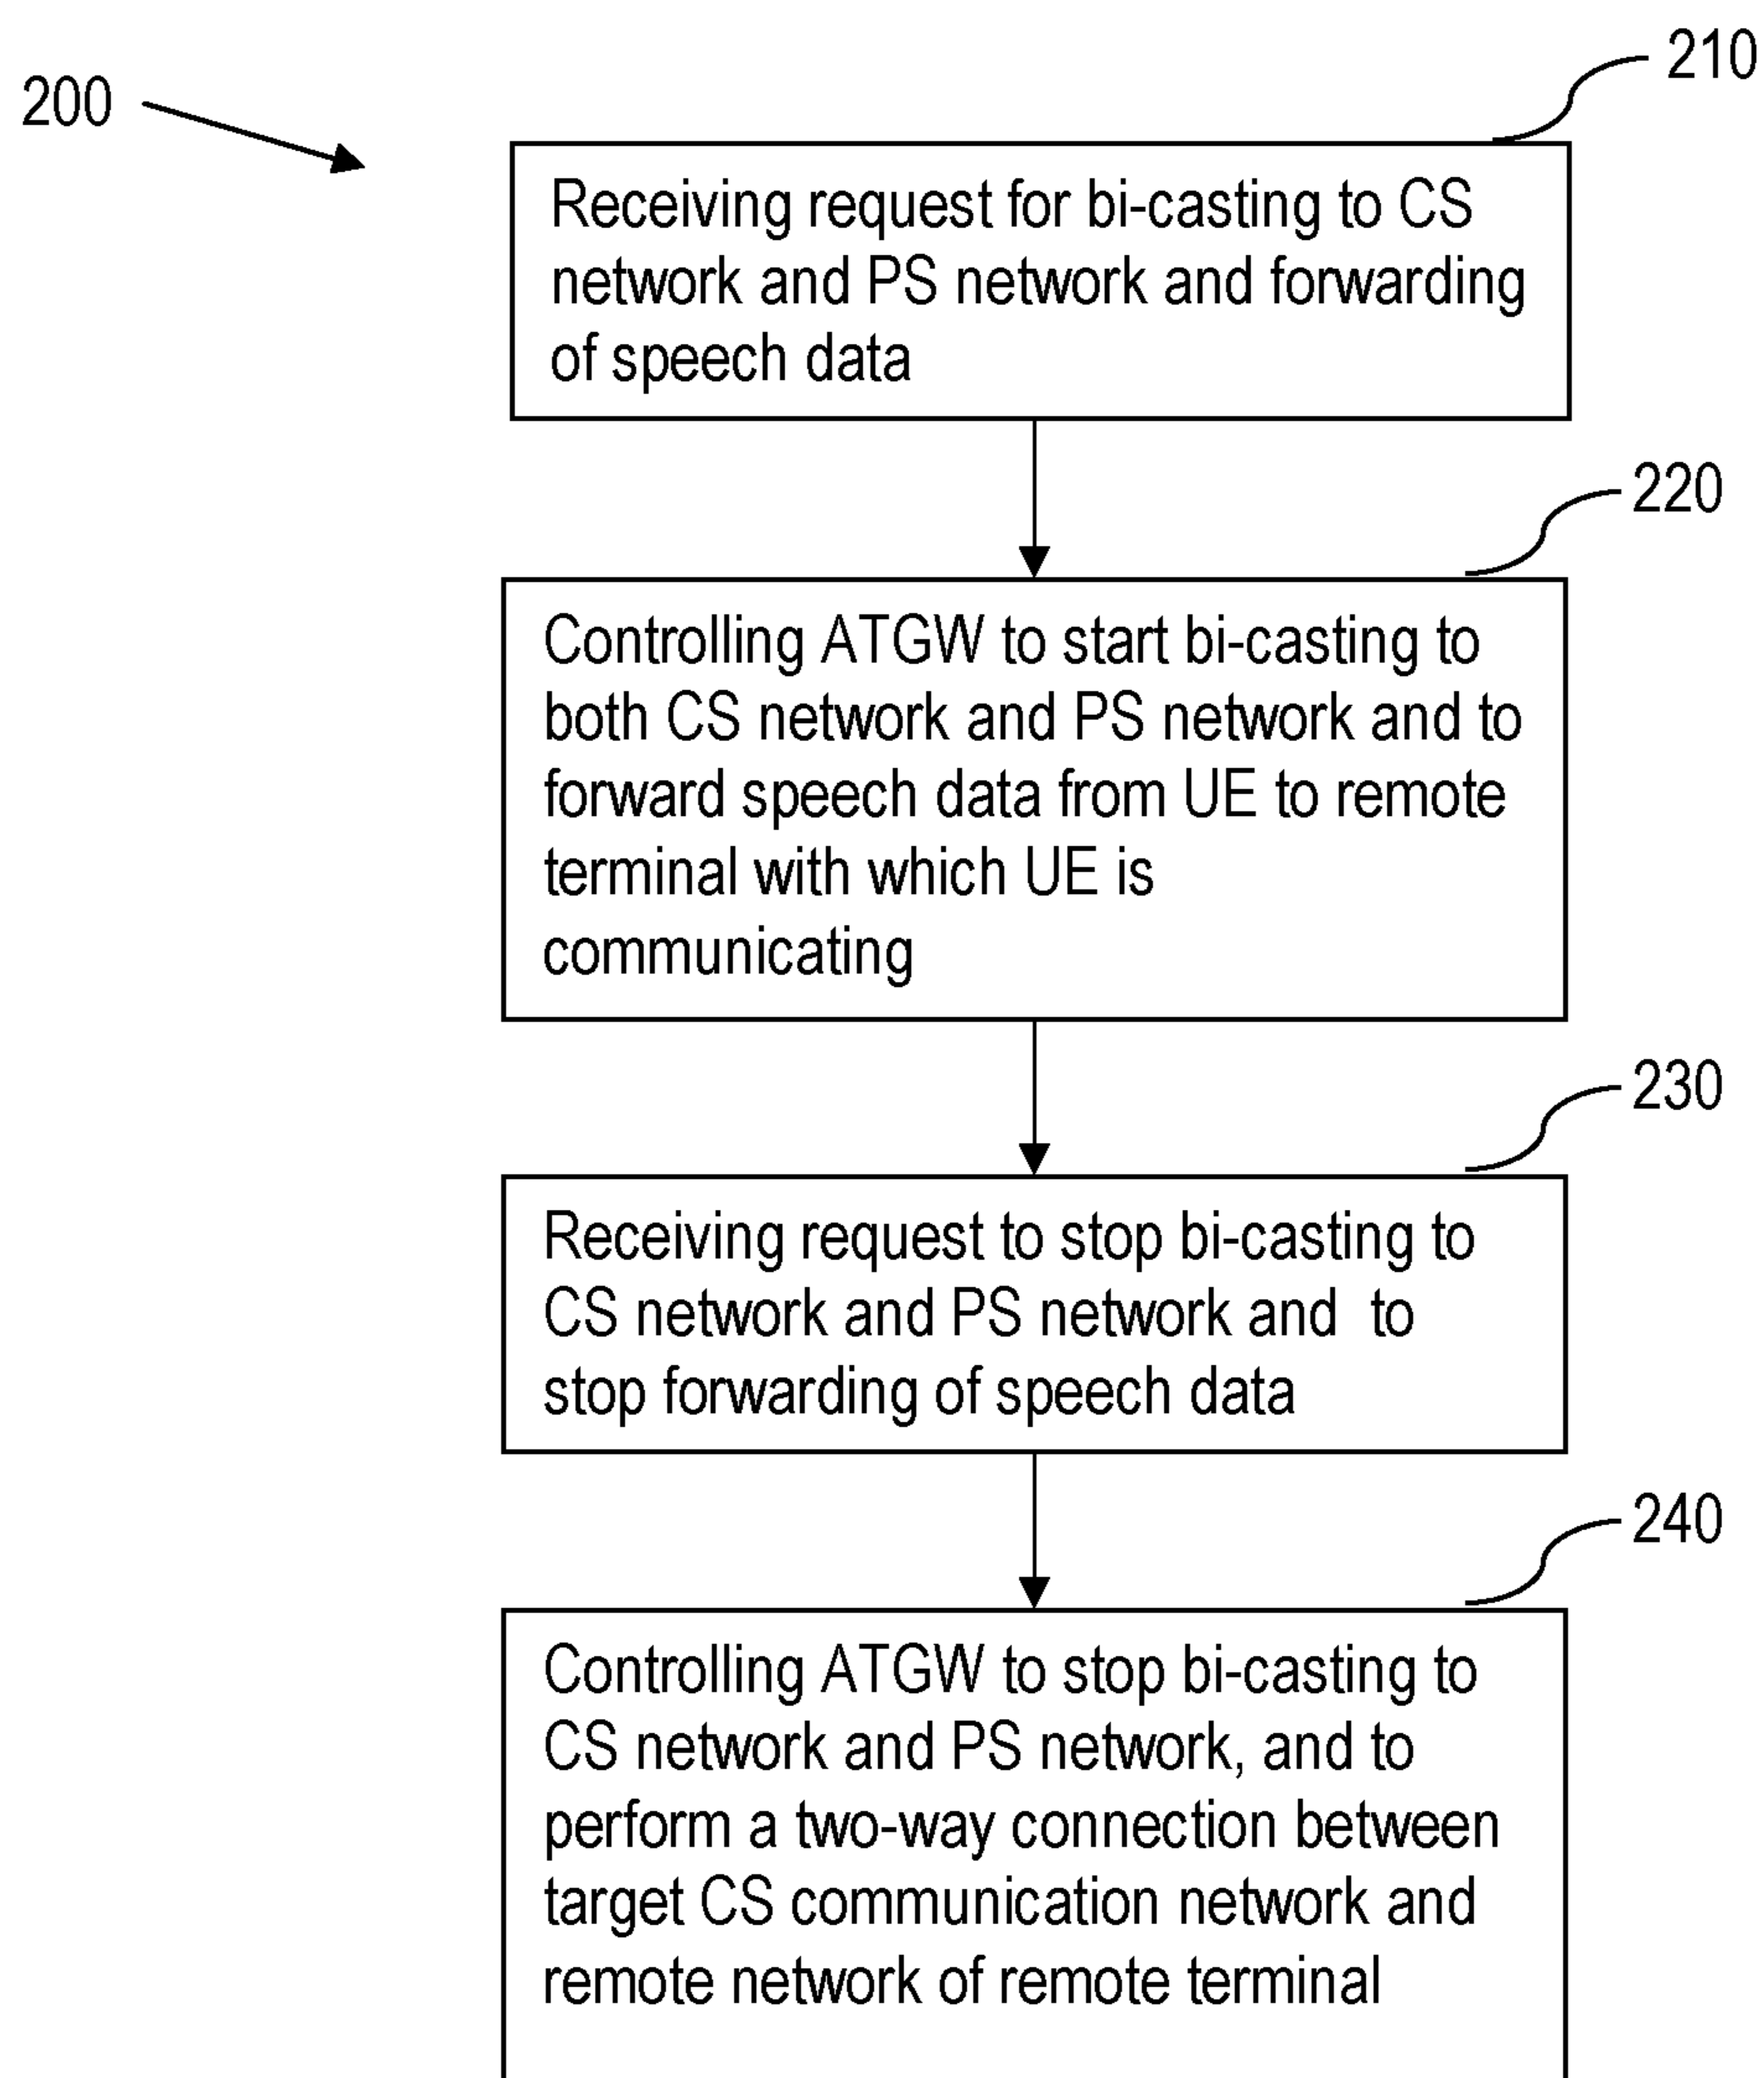 200
210
Receiving request for bi-casting to CS
network and PS network and forwarding
of speech data
220
Controlling ATGW to start bi-casting to
both CS network and PS network and to
forward speech data from UE to remote
terminal with which UE is
communicating
230
Receiving request to stop bi-casting to
CS network and PS network and to
stop forwarding of speech data
240
Controlling ATGW to stop bi-casting to
CS network and PS network, and to
perform a two-way connection between
target CS communication network and
remote network of remote terminal